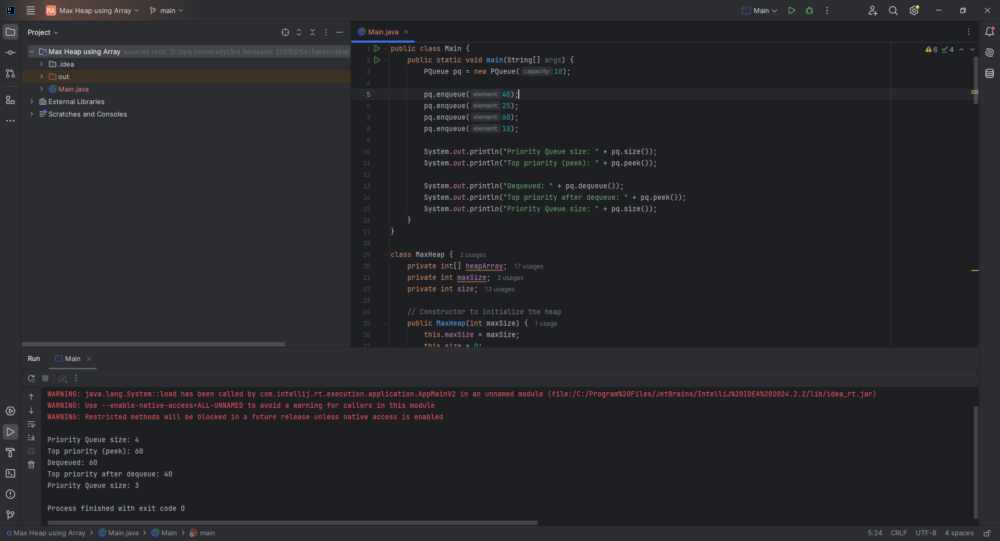 MA Max Heap using Array main Main
Project
Max Heap using Array sources root, D:\Iqra University\3rd Semester 2025\DSA\Tasks\Heap\
.idea
out
Main.java
External Libraries
Scratches and Consoles
Main.java
6 4
1 public class Main {
2 public static void main(String[] args) {
3 PQueue pq = new PQueue( capacity: 10);
4
5 pq.enqueue( element: 40);
6 pq.enqueue( element: 25);
7 pq.enqueue( element: 60);
8 pq.enqueue( element: 10);
9
10 System.out.println("Priority Queue size: " + pq.size());
11 System.out.println("Top priority (peek): " + pq.peek());
12
13 System.out.println("Dequeued: " + pq.dequeue());
14 System.out.println("Top priority after dequeue: " + pq.peek());
15 System.out.println("Priority Queue size: " + pq.size());
16 }
17 }
18
19 class MaxHeap { 2 usages
20 private int[] heapArray; 17 usages
21 private int maxSize; 2 usages
22 private int size; 13 usages
23
24 // Constructor to initialize the heap
25 public MaxHeap(int maxSize) { 1 usage
26 this.maxSize = maxSize;
27 this.size = 0;
Run Main
WARNING: java.lang.System::load has been called by com.intellij.rt.execution.application.AppMainV2 in an unnamed module (file:/C:/Program%20Files/JetBrains/IntelliJ%20IDEA%202024.2.2/lib/idea_rt.jar)
WARNING: Use --enable-native-access=ALL-UNNAMED to avoid a warning for callers in this module
WARNING: Restricted methods will be blocked in a future release unless native access is enabled
Priority Queue size: 4
Top priority (peek): 60
Dequeued: 60
Top priority after dequeue: 40
Priority Queue size: 3
Process finished with exit code 0
Max Heap using Array > Main.java > Main > main 5:24 CRLF UTF-8 4 spaces